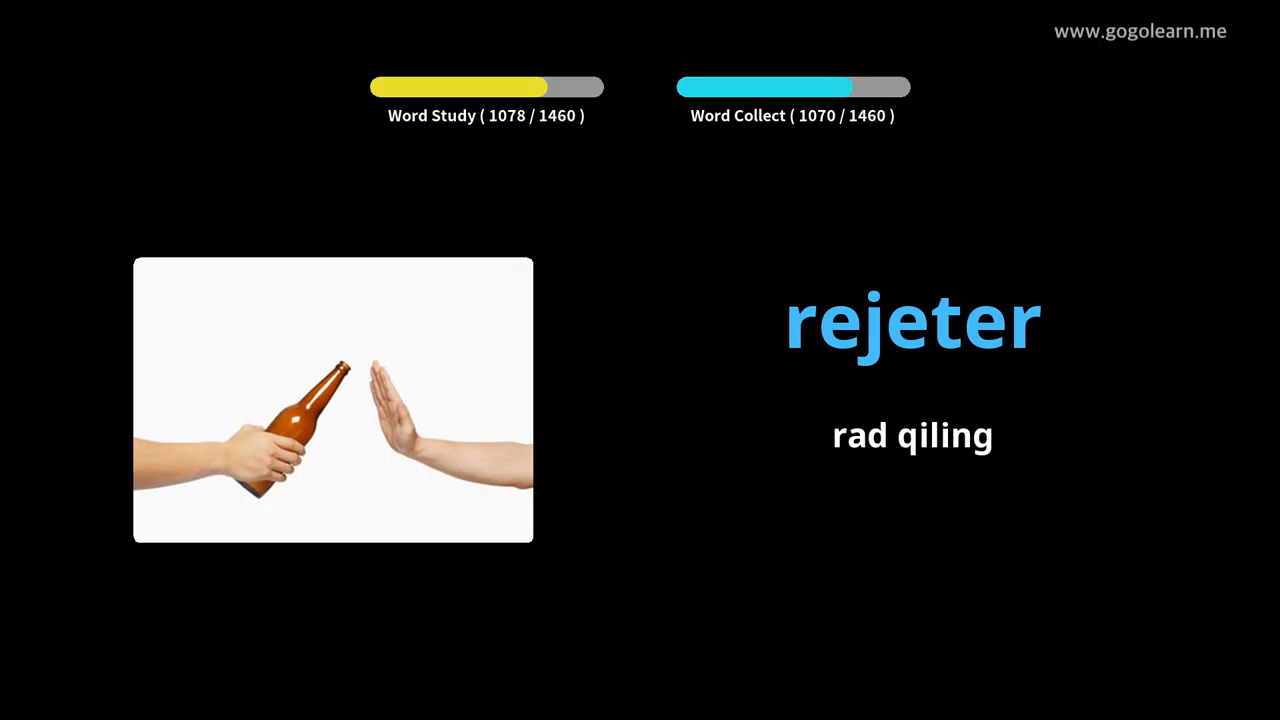 www.gogolearn.me
Word Study ( 1078 / 1460 )
Word Collect ( 1070 / 1460 )
rejeter
rad qiling